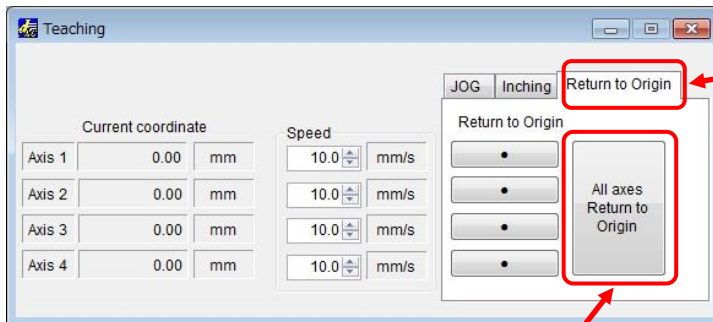 Teaching
JOG Inching Return to Origin
Current coordinate Speed Return to Origin
Axis 1 0.00 mm 10.0 mm/s
Axis 2 0.00 mm 10.0 mm/s
Axis 3 0.00 mm 10.0 mm/s
Axis 4 0.00 mm 10.0 mm/s
All axes
Return to
Origin